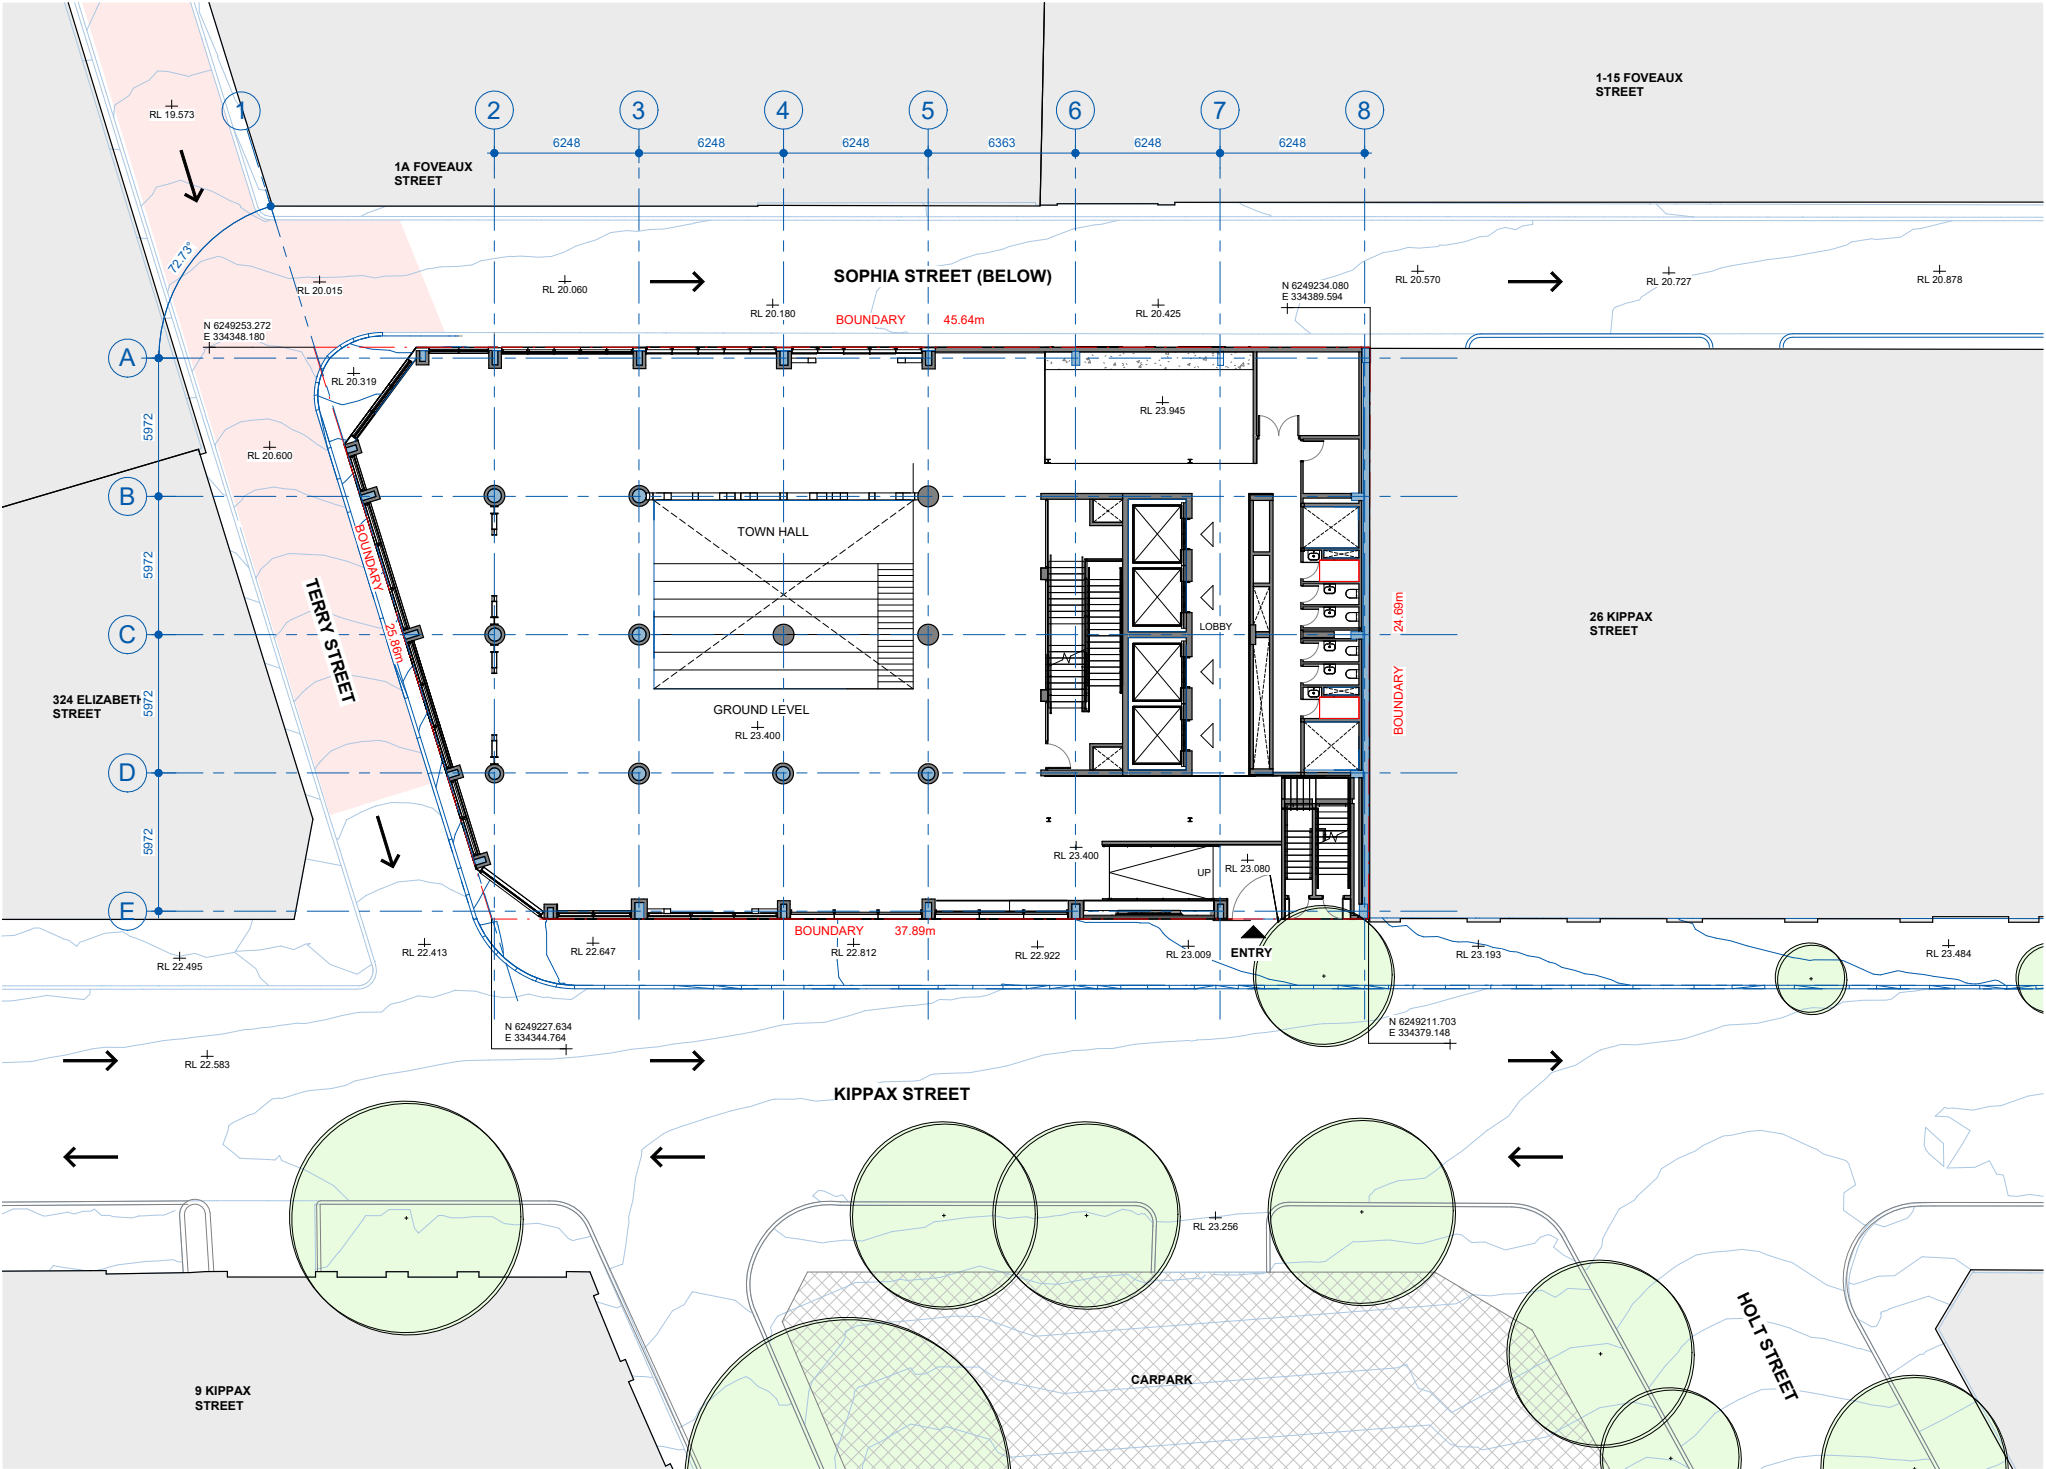 1-15 FOVEAUX
STREET
RL 19.573
1
2
3
4
5
6
7
8
6248
6248
6248
6363
6248
6248
1A FOVEAUX
STREET
72.73°
SOPHIA STREET (BELOW)
RL 20.015
RL 20.060
RL 20.180
RL 20.425
RL 20.570
RL 20.727
RL 20.878
N 6249234.080
E 334389.594
BOUNDARY 45.64m
N 6249253.272
E 334348.180
A
RL 20.319
RL 23.945
5972
RL 20.600
B
TOWN HALL
BOUNDARY
25.86m
5972
TERRY STREET
C
LOBBY
24.69m
BOUNDARY
26 KIPPAX
STREET
324 ELIZABETH
STREET
5972
GROUND LEVEL
RL 23.400
D
5972
RL 23.400
UP
RL 23.080
E
BOUNDARY 37.89m
ENTRY
RL 22.495
RL 22.413
RL 22.647
RL 22.812
RL 22.922
RL 23.009
RL 23.193
RL 23.484
N 6249227.634
E 334344.764
N 6249211.703
E 334379.148
RL 22.583
KIPPAX STREET
RL 23.256
HOLT STREET
CARPARK
9 KIPPAX
STREET